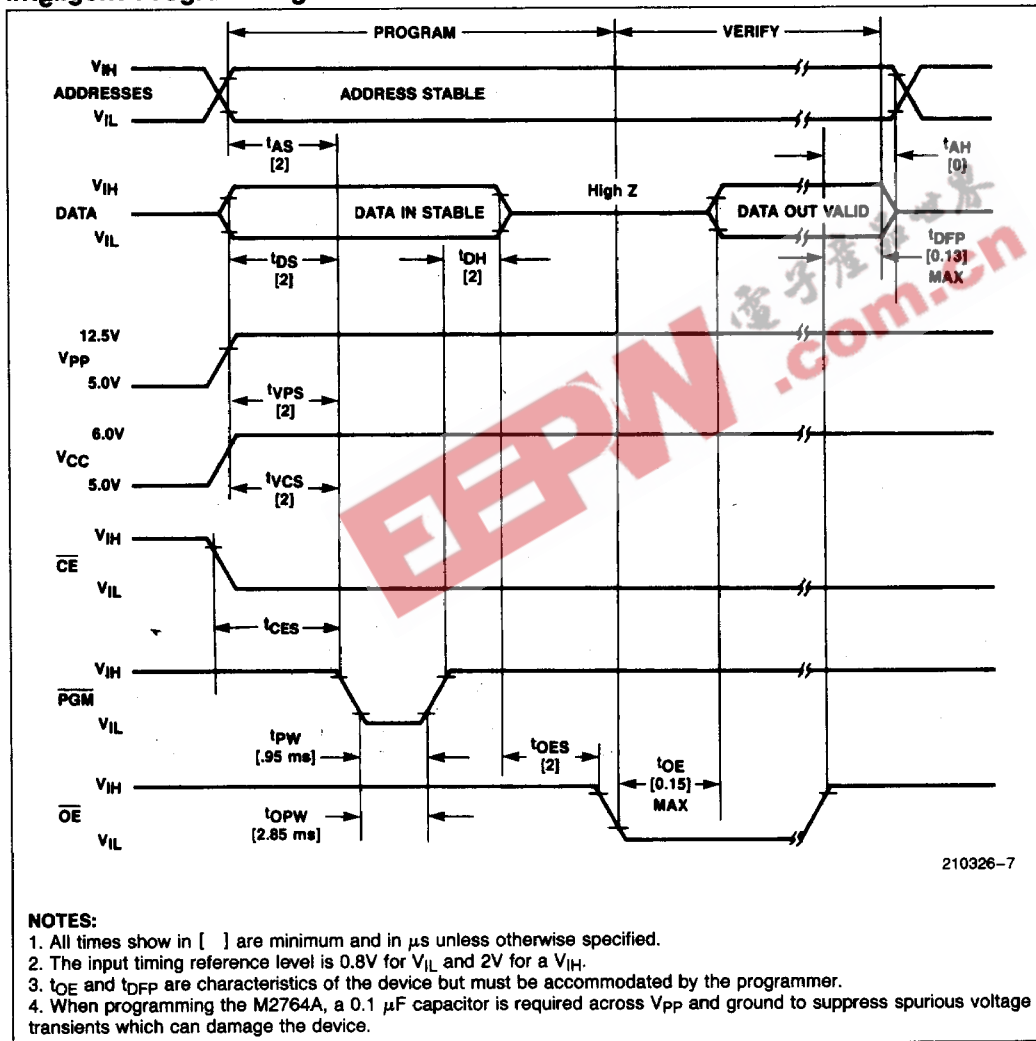 PROGRAM
VERIFY
VIH
ADDRESSES
VIL
ADDRESS STABLE
tAS
[2]
tAH
[0]
VIH
DATA
VIL
DATA IN STABLE
High Z
DATA OUT VALID
tDS
[2]
tDH
[2]
tDFP
[0.13]
MAX
電子產品世界
EEPW.com.cn
12.5V
VPP
5.0V
tVPS
[2]
6.0V
VCC
5.0V
tVCS
[2]
VIH
CE
VIL
tCES
VIH
PGM
VIL
tPW
[.95 ms]
tOES
[2]
tOE
[0.15]
MAX
VIH
OE
VIL
tOPW
[2.85 ms]
210326–7
NOTES:
1. All times show in [ ] are minimum and in μs unless otherwise specified.
2. The input timing reference level is 0.8V for VIL and 2V for a VIH.
3. tOE and tDFP are characteristics of the device but must be accommodated by the programmer.
4. When programming the M2764A, a 0.1 μF capacitor is required across VPP and ground to suppress spurious voltage
transients which can damage the device.